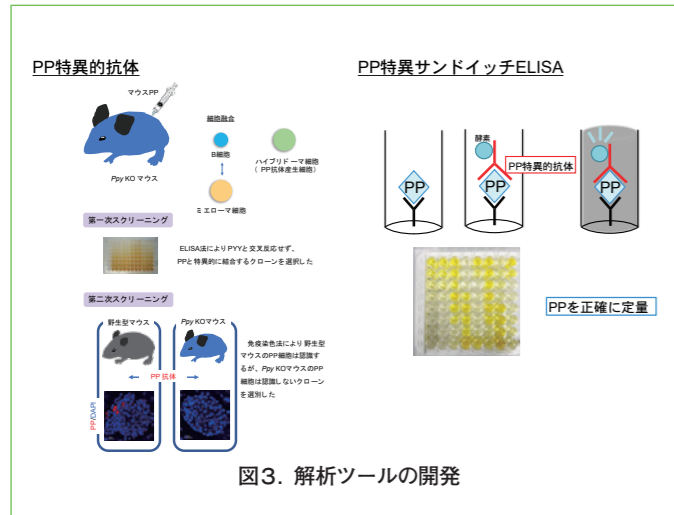 PP特異的抗体
マウスPP
Ppy KO マウス
細胞融合
B細胞
ミエローマ細胞
ハイブリドーマ細胞
( PP抗体産生細胞)
第一次スクリーニング
ELISA法によりPYYと交叉反応せず、
PPと特異的に結合するクローンを選択した
第二次スクリーニング
野生型マウス
Ppy KOマウス
PP 抗体
PP/DAPI
免疫染色法により野生型
マウスのPP細胞は認識す
るが、Ppy KOマウスのPP
細胞は認識しないクローン
を選別した
PP特異サンドイッチELISA
PP
酵素
PP
PP特異的抗体
PP
PPを正確に定量
図3. 解析ツールの開発